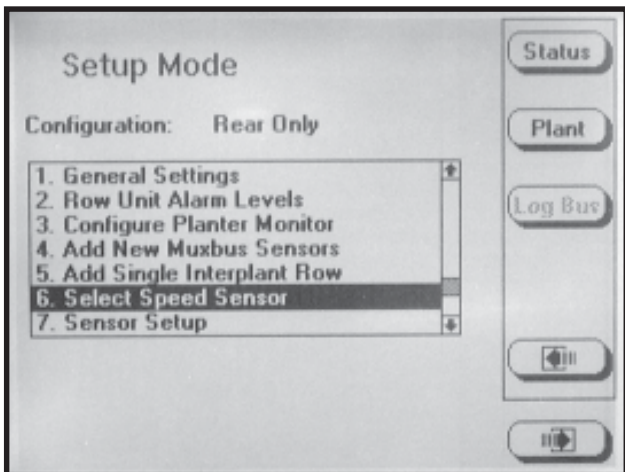 Setup Mode
Configuration: Rear Only
1. General Settings
2. Row Unit Alarm Levels
3. Configure Planter Monitor
4. Add New Muxbus Sensors
5. Add Single Interplant Row
6. Select Speed Sensor
7. Sensor Setup
Status
Plant
Log Bus